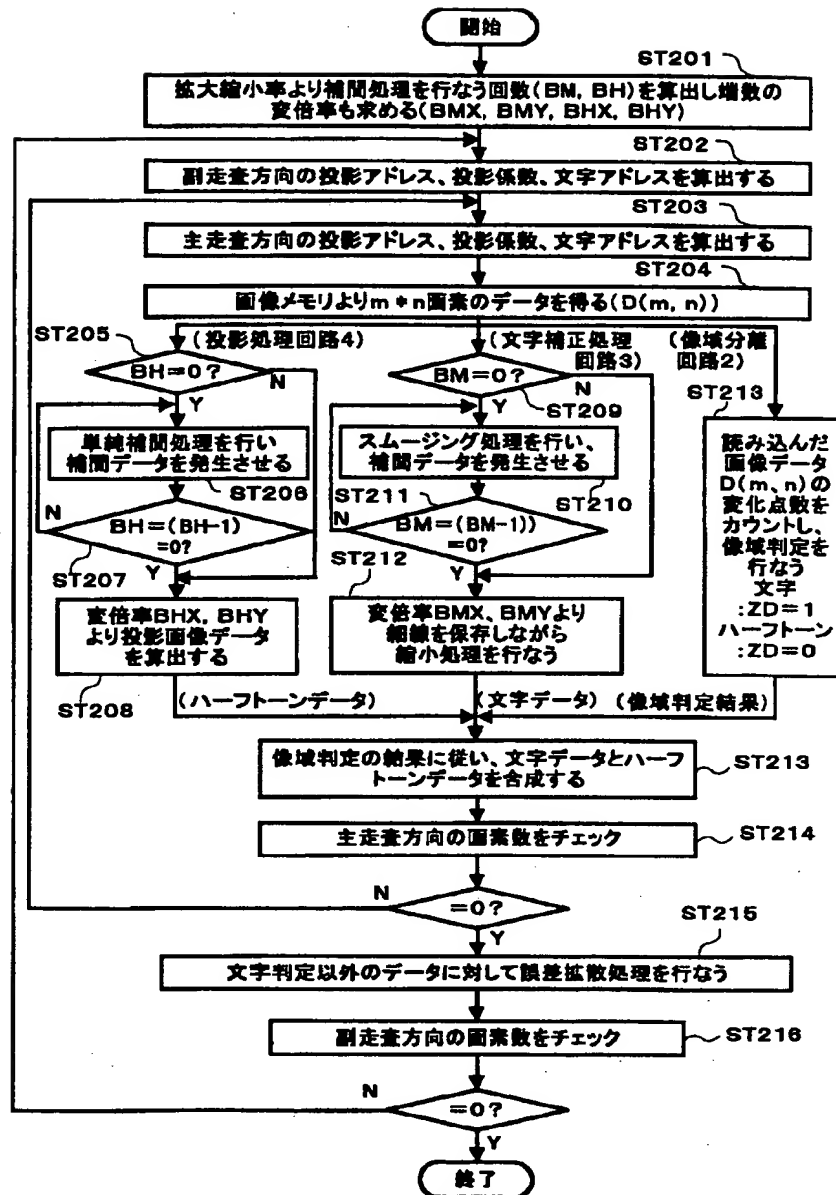 開始
ST201
拡大縮小率より補間処理を行なう回数(BM, BH)を算出し端数の
変倍率も求める(BMX, BMY, BHX, BHY)
ST202
副走査方向の投影アドレス、投影係数、文字アドレスを算出する
ST203
主走査方向の投影アドレス、投影係数、文字アドレスを算出する
ST204
画像メモリよりm*n画素のデータを得る(D(m, n))
ST205
(投影処理回路4)
BH=0?
N
Y
単純補間処理を行い
補間データを発生させる
ST206
BH=(BH-1)
=0?
N
ST207
Y
変倍率BHX, BHY
より投影画像データ
を算出する
ST208
(ハーフトーンデータ)
(文字補正処理
回路3)
BM=0?
N
Y
ST209
スムージング処理を行い、
補間データを発生させる
ST211
ST210
BM=(BM-1))
=0?
N
ST212
Y
変倍率BMX、BMYより
細線を保存しながら
縮小処理を行なう
(文字データ)
(像域分離
回路2)
ST213
読み込んだ
画像データ
D(m、n)の
変化点数を
カウントし、
像域判定を
行なう
文字
:ZD=1
ハーフトーン
:ZD=0
(像域判定結果)
像域判定の結果に従い、文字データとハーフ
トーンデータを合成する
ST213
主走査方向の画素数をチェック
ST214
N
=0?
Y
ST215
文字判定以外のデータに対して誤差拡散処理を行なう
副走査方向の画素数をチェック
ST216
N
=0?
Y
終了